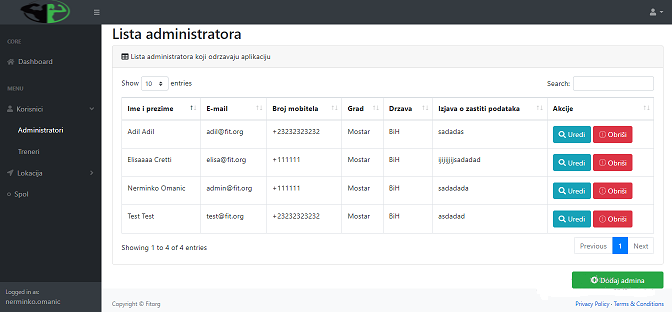 Lista administratora
CORE
Dashboard
MENU
Korisnici
Administratori
Treneri
Lokacija
Spol
Logged in as:
nerminko.omanic
Lista administratora koji odrzavaju aplikaciju
Show 10 entries Search:
Ime i prezime E-mail Broj mobitela Grad Drzava Izjava o zastiti podataka Akcije
Adil Adil adil@fit.org +23232323232 Mostar BiH sadadas Uredi Obriši
Elisaaaa Cretti elisa@fit.org +111111 Mostar BiH ijijijijsadadad Uredi Obriši
Nerminko Omanic admin@fit.org +111111 Mostar BiH sadadada Uredi Obriši
Test Test test@fit.org +23232323232 Mostar BiH asdadad Uredi Obriši
Showing 1 to 4 of 4 entries Previous 1 Next
Dodaj admina
Copyright © Fitorg Privacy Policy · Terms & Conditions